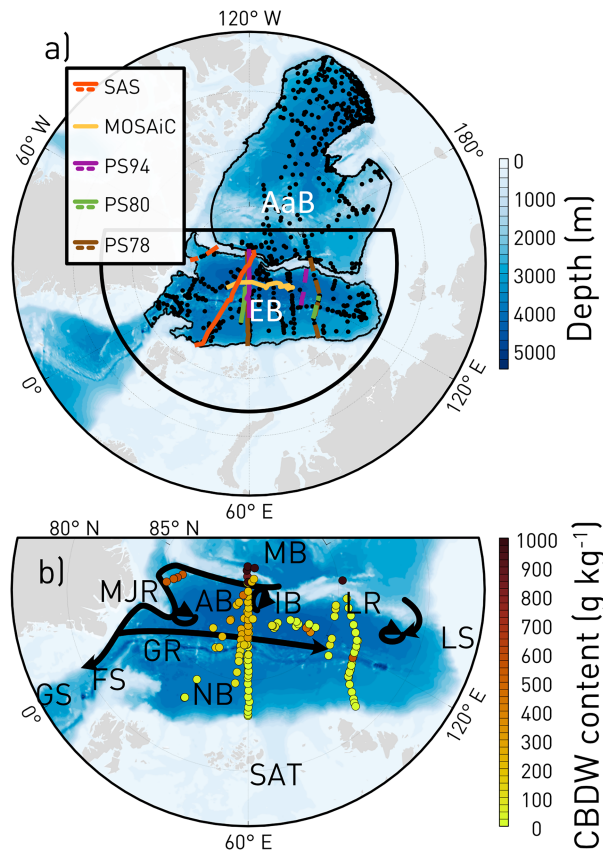 120° W
a)
SAS
MOSAiC
PS94
PS80
PS78
60° W
180°
AaB
EB
0°
120° E
60° E
0
1000
2000
3000
4000
5000
Depth (m)
80° N
85° N
b)
MB
MJR
AB
IB
LR
LS
GR
FS
GS
NB
0°
SAT
120° E
60° E
1000
900
800
700
600
500
400
300
200
100
0
CBDW content (g kg⁻¹)